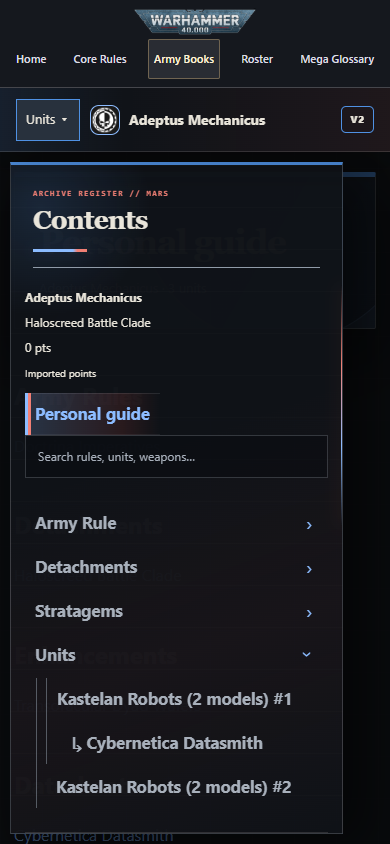 WARHAMMER
40,000
Home Core Rules Army Books Roster Mega Glossary
Units Adeptus Mechanicus V2
ARCHIVE REGISTER // MARS
Contents
Personal guide
Adeptus Mechanicus
Haloscreed Battle Clade
0 pts
Imported points
Personal guide
Search rules, units, weapons...
Army Rule
Detachments
Stratagems
Units
Kastelan Robots (2 models) #1
↳ Cybernetica Datasmith
Kastelan Robots (2 models) #2
Cybernetica Datasmith